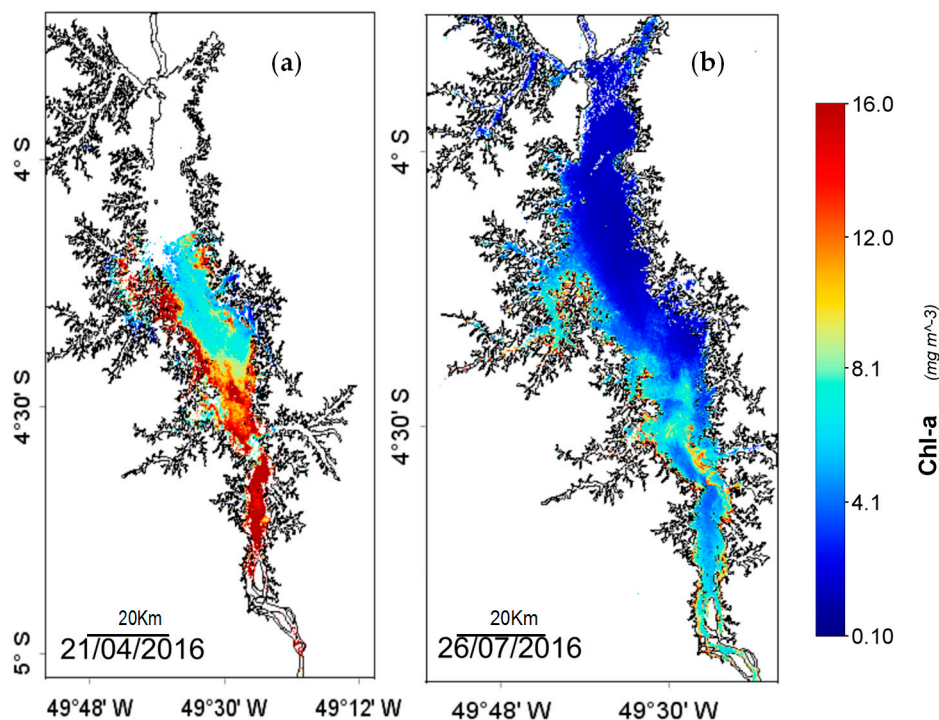 (a)
(b)
4° S
4°30' S
5° S
20Km
21/04/2016
49°48' W
49°30' W
49°12' W
4° S
4°30' S
20Km
26/07/2016
49°48' W
49°30' W
16.0
12.0
8.1
4.1
0.10
Chl-a
(mg m^-3)